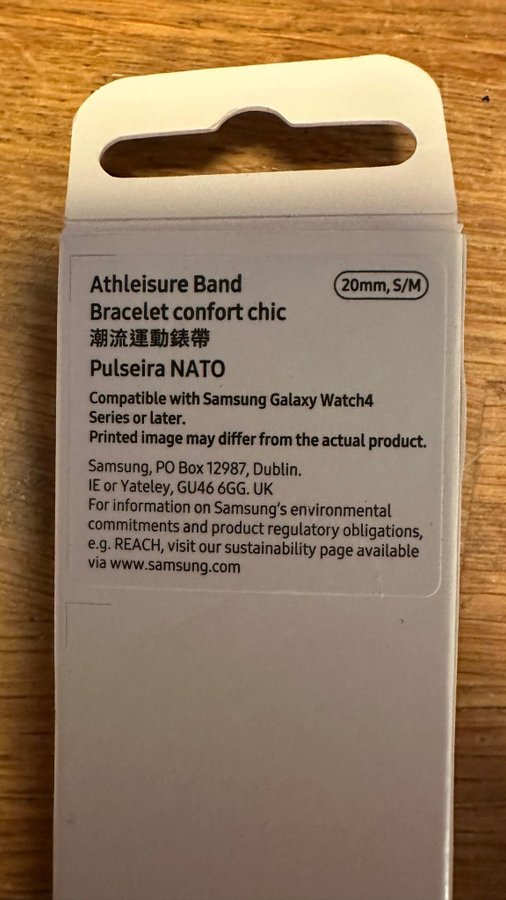 Athleisure Band
20mm, S/M
Bracelet confort chic
潮流運動錶帶
Pulseira NATO
Compatible with Samsung Galaxy Watch4
Series or later.
Printed image may differ from the actual product.
Samsung, PO Box 12987, Dublin.
IE or Yateley, GU46 6GG. UK
For information on Samsung's environmental
commitments and product regulatory obligations,
e.g. REACH, visit our sustainability page available
via www.samsung.com